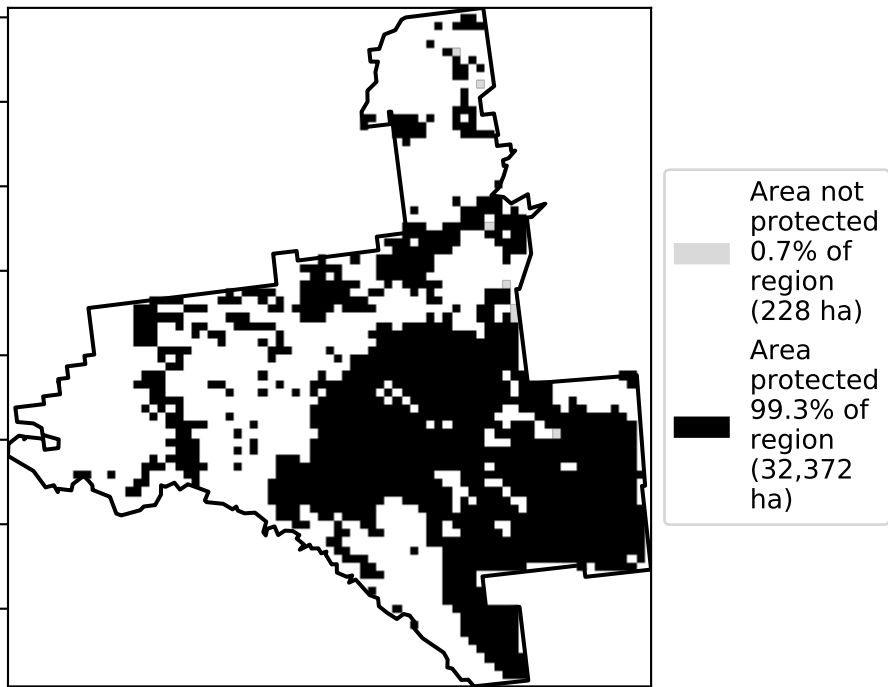 Area not
protected
0.7% of
region
(228 ha)
Area
protected
99.3% of
region
(32,372
ha)